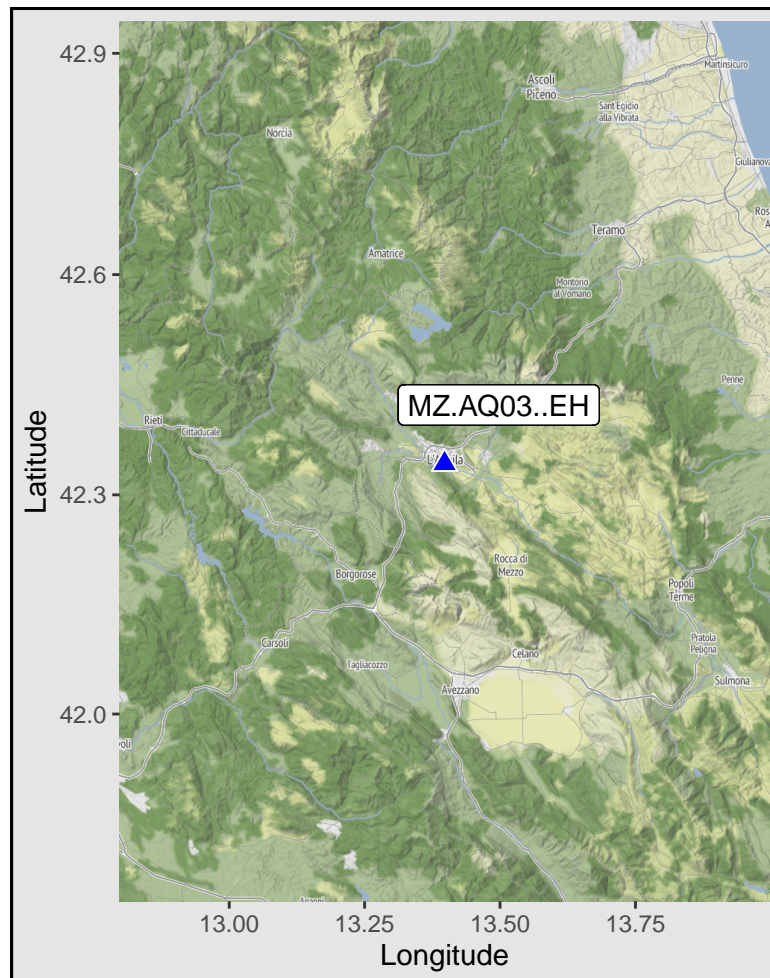 42.9
42.6
42.3
42.0
Latitude
Martinsicuro
Ascoli
Piceno
Sant'Egidio
alla Vibrata
Norcia
Giulianova
Ros
Teramo
Amatrice
Montorio
al Vomano
Penne
MZ.AQ03..EH
Rieti
Cittaducale
Rocca di
Mezzo
Borgorose
Popoli
Terme
Carsoli
Pratola
Peligna
Celano
Tagliacozzo
Sulmona
Avezzano
voli
13.00
13.25
13.50
13.75
Longitude